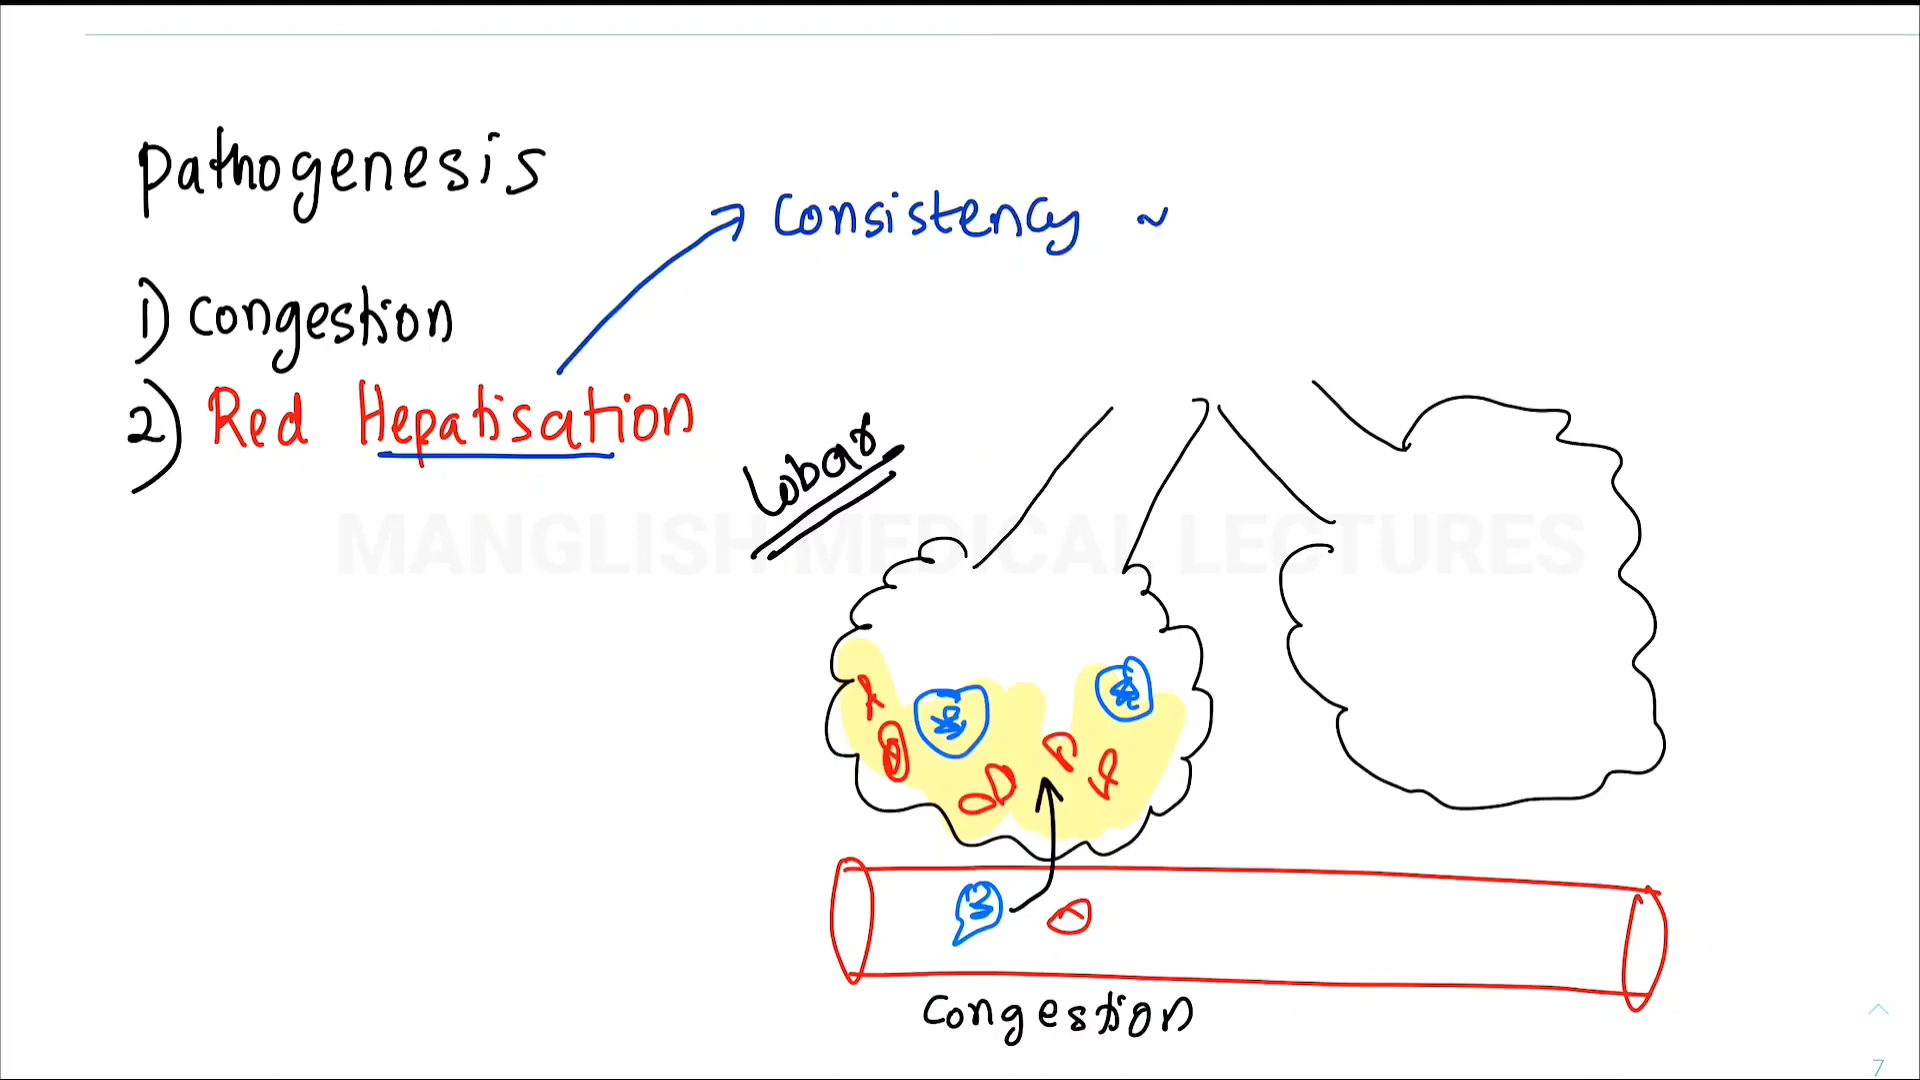 pathogenesis
consistency ~
1) congestion
2) Red Hepatisation
Lobar
MANGLISH MEDICAL LECTURES
congestion
7